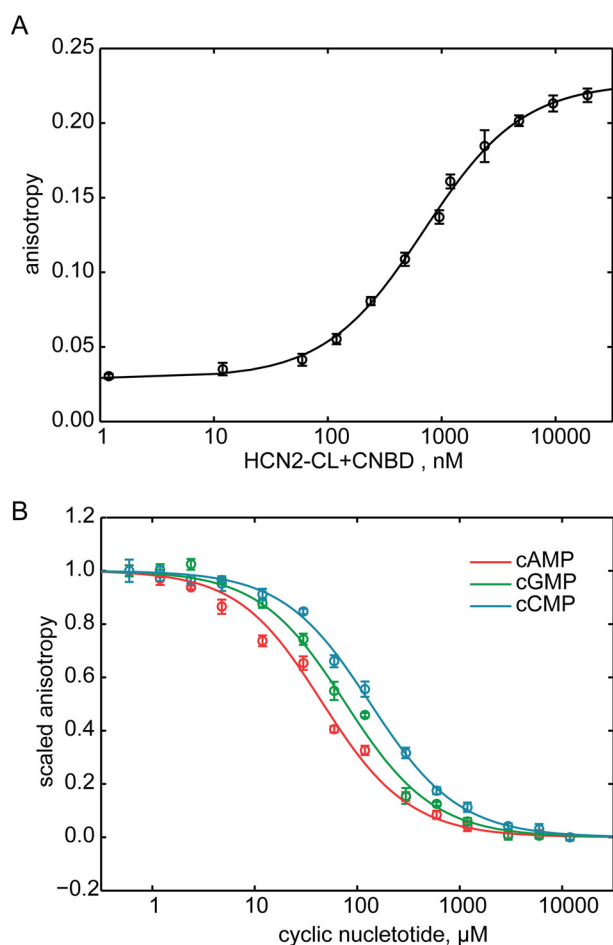 A
0.25
0.20
0.15
0.10
0.05
0.00
anisotropy
1
10
100
1000
10000
HCN2-CL+CNBD , nM
B
1.2
1.0
0.8
0.6
0.4
0.2
0.0
−0.2
scaled anisotropy
cAMP
cGMP
cCMP
1
10
100
1000
10000
cyclic nucletotide, µM